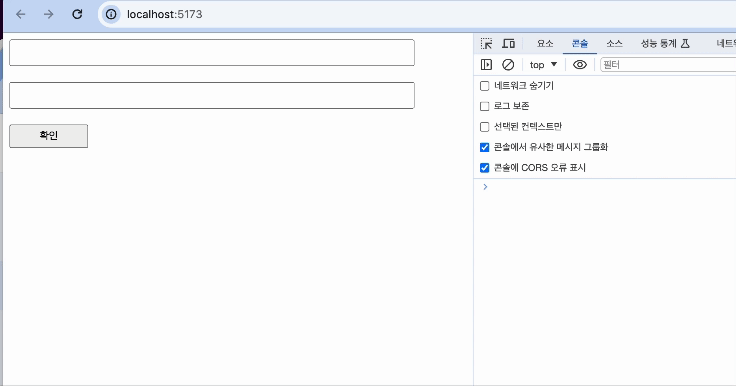 localhost:5173
요소 콘솔 소스 성능 통계
top 필터
네트워크 숨기기
로그 보존
선택된 컨텍스트만
콘솔에서 유사한 메시지 그룹화
콘솔에 CORS 오류 표시
확인